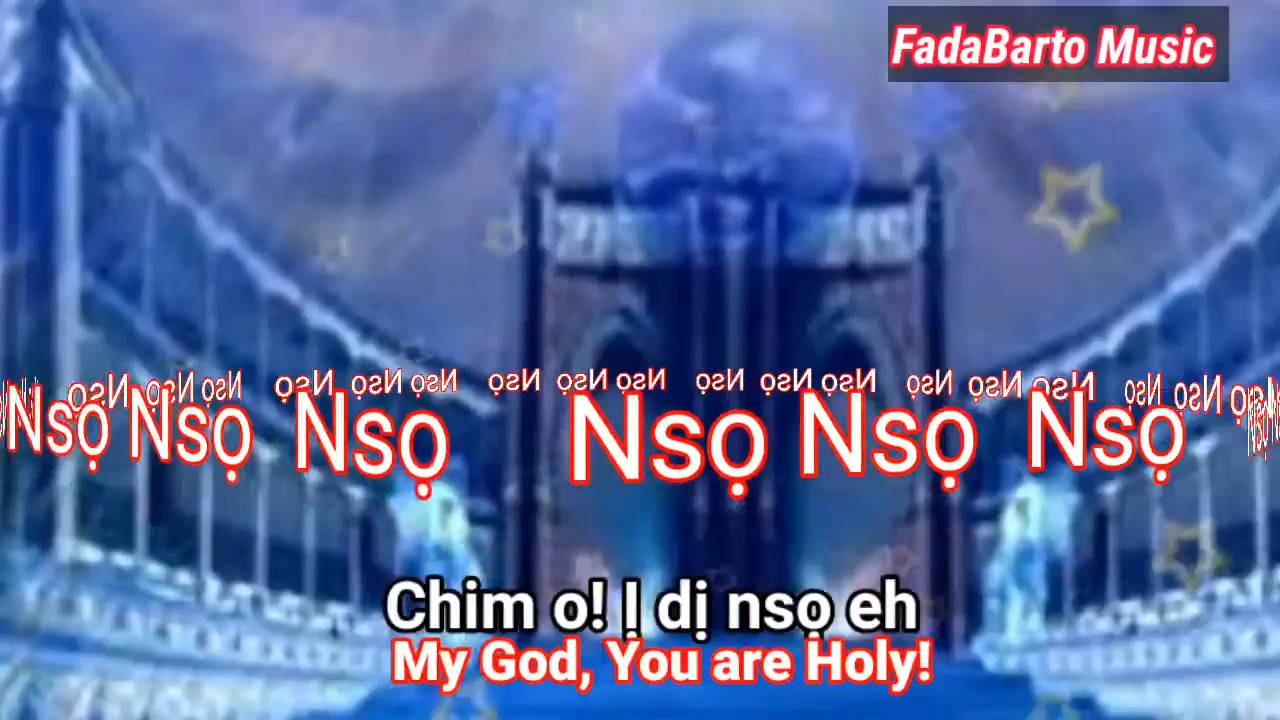 FadaBarto Music
Nsọ Nsọ Nsọ Nsọ Nsọ Nsọ
Chim o! Ị dị nsọ eh
My God, You are Holy!